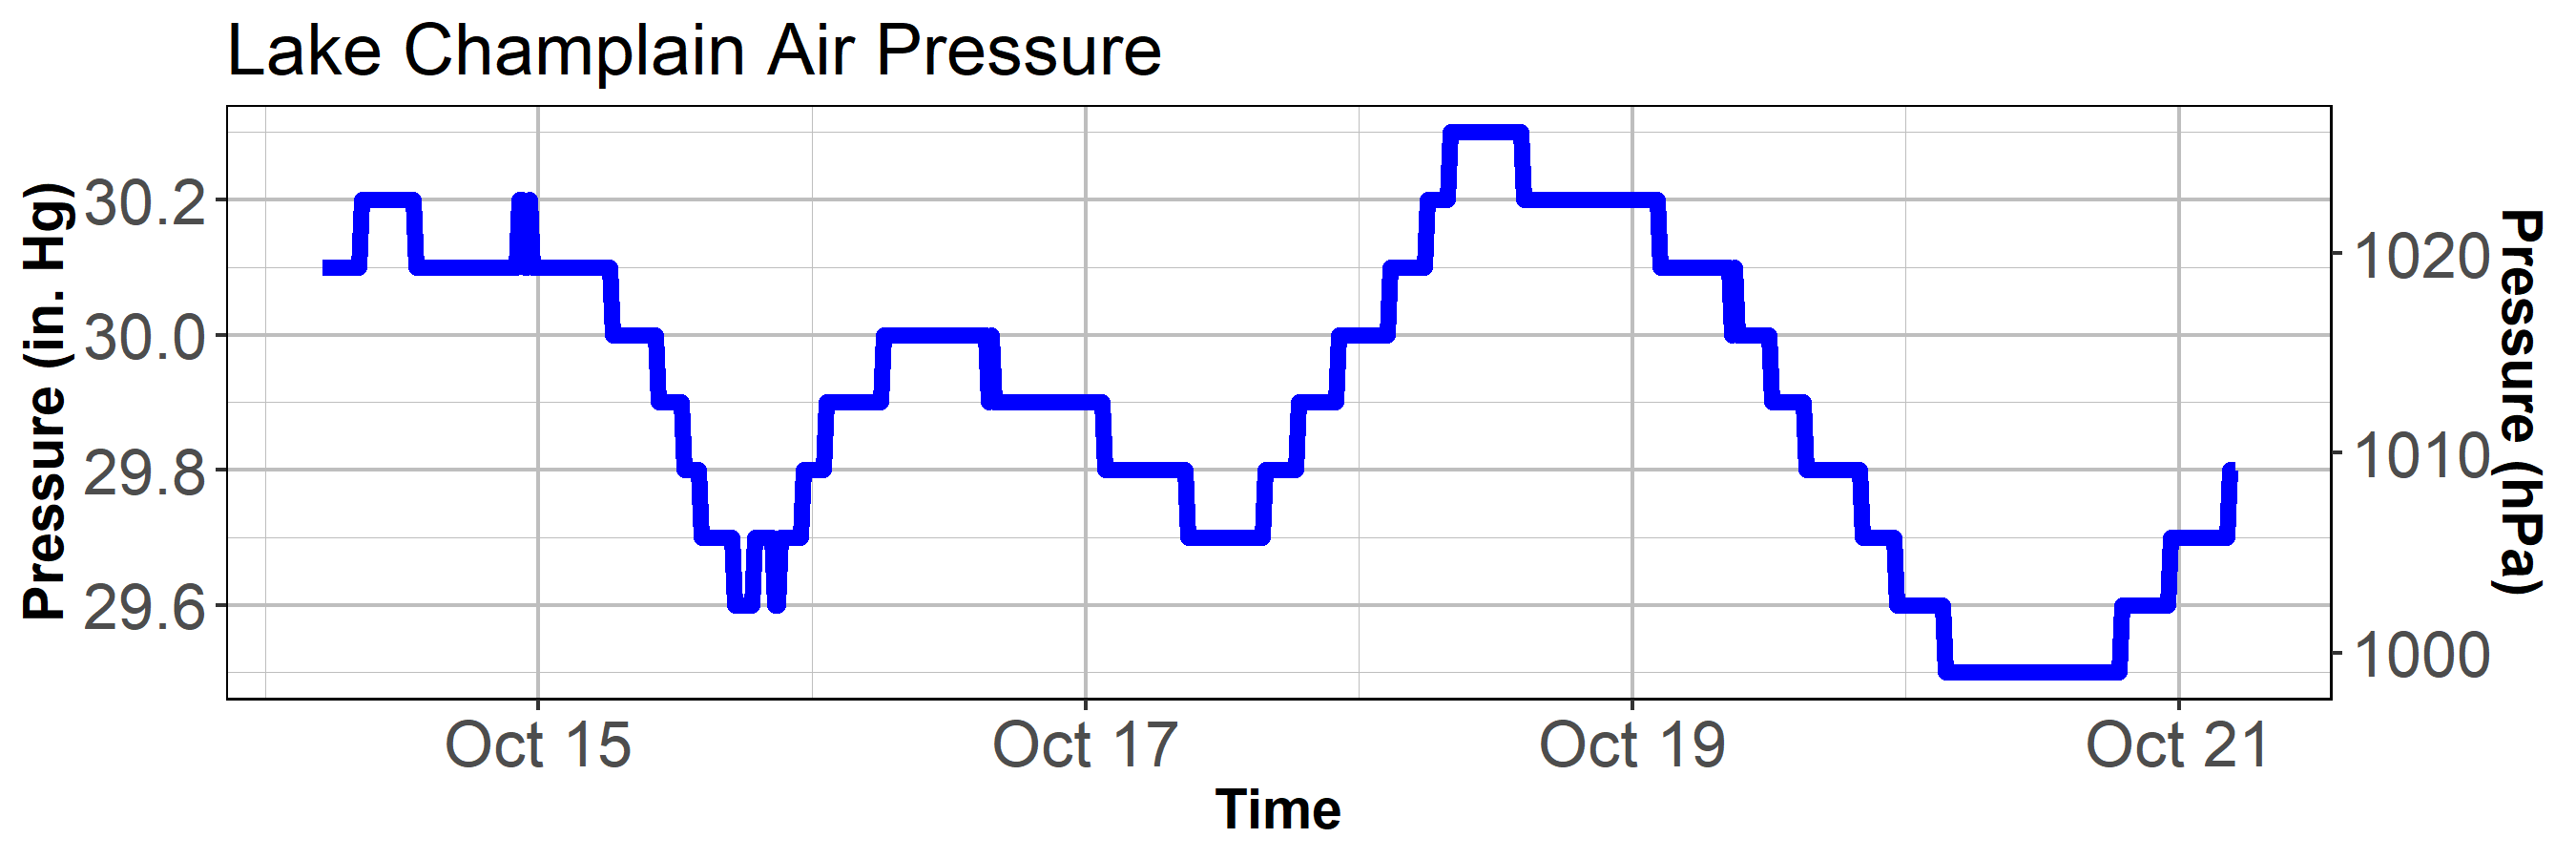 Lake Champlain Air Pressure
Pressure (in. Hg)
30.2
30.0
29.8
29.6
1020
1010
1000
Pressure (hPa)
Oct 15
Oct 17
Oct 19
Oct 21
Time